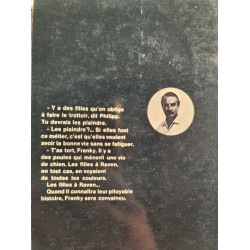 - Y a des filles qu'on oblige
à faire le trottoir, dit Philipp.
Tu devrais les plaindre.
- Les plaindre?... Si elles font
ce métier, c'est qu'elles veulent
avoir la bonne vie sans se fatiguer.
- T'as tort, Franky. Il y a
des poules qui mènent une vie
de chien. Les filles à Raven,
en tout cas, en voyaient
de toutes les couleurs.
Les filles à Raven...
Quand il connaîtra leur pitoyable
histoire, Franky sera convaincu.